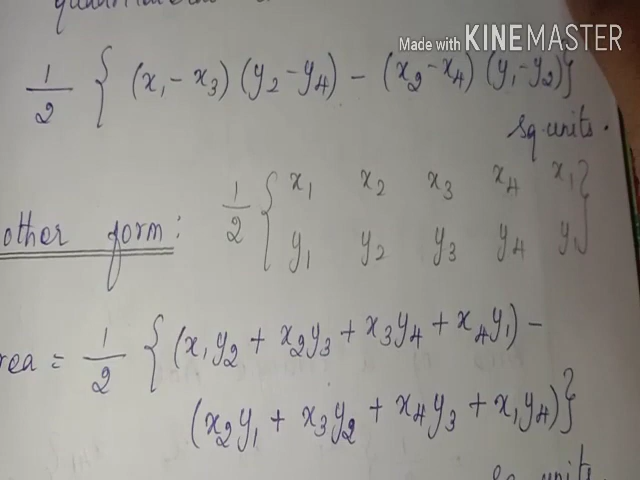 Made with KINEMASTER
1/2 { (x₁ - x₃) (y₂ - y₄) - (x₂ - x₄) (y₁ - y₂)}
sq.units.
other form: 1/2 { x₁ x₂ x₃ x₄ x₁
y₁ y₂ y₃ y₄ y₁ }
rea = 1/2 { (x₁y₂ + x₂y₃ + x₃y₄ + x₄y₁) -
(x₂y₁ + x₃y₂ + x₄y₃ + x₁y₄)}
sq units.